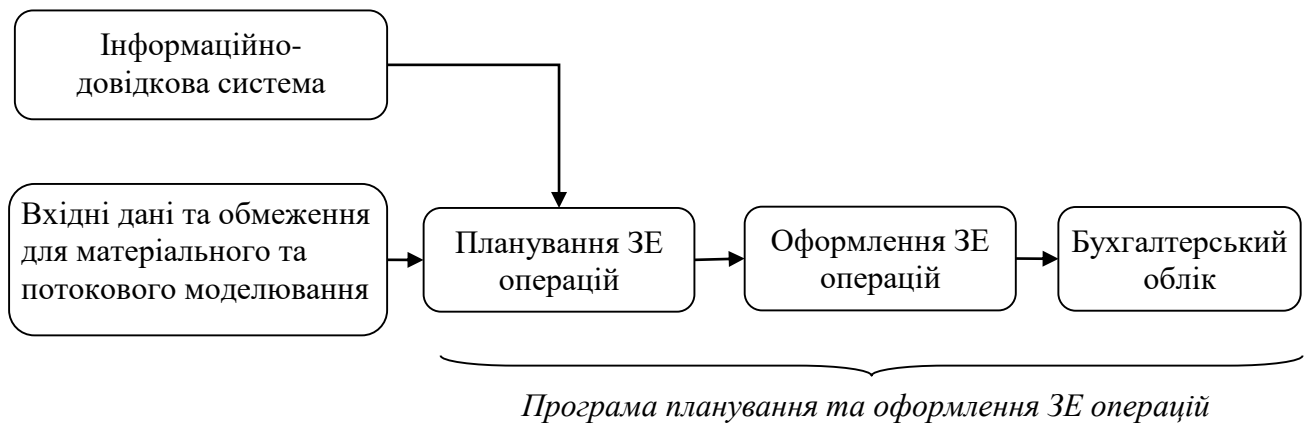 Інформаційно-
довідкова система
Вхідні дані та обмеження
для матеріального та
потокового моделювання
Планування ЗЕ
операцій
Оформлення ЗЕ
операцій
Бухгалтерський
облік
Програма планування та оформлення ЗЕ операцій